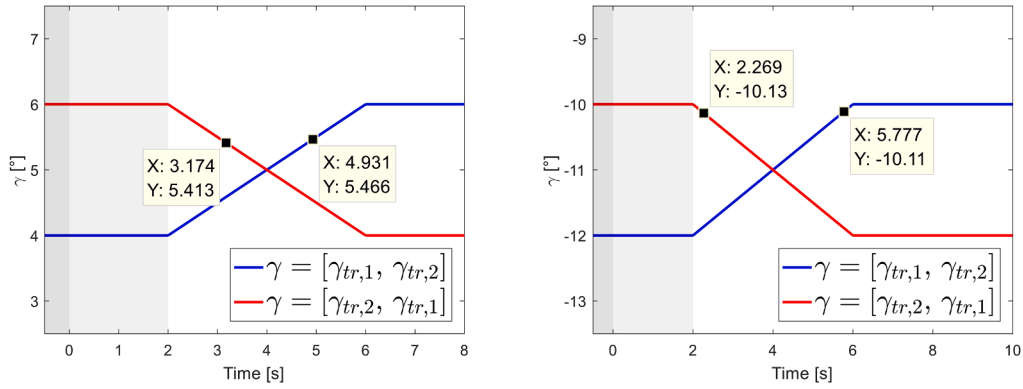 7
6
5
4
3
γ [°]
X: 3.174
Y: 5.413
X: 4.931
Y: 5.466
γ = [γtr,1, γtr,2]
γ = [γtr,2, γtr,1]
0 1 2 3 4 5 6 7 8
Time [s]
-9
-10
-11
-12
-13
γ [°]
X: 2.269
Y: -10.13
X: 5.777
Y: -10.11
γ = [γtr,1, γtr,2]
γ = [γtr,2, γtr,1]
0 2 4 6 8 10
Time [s]